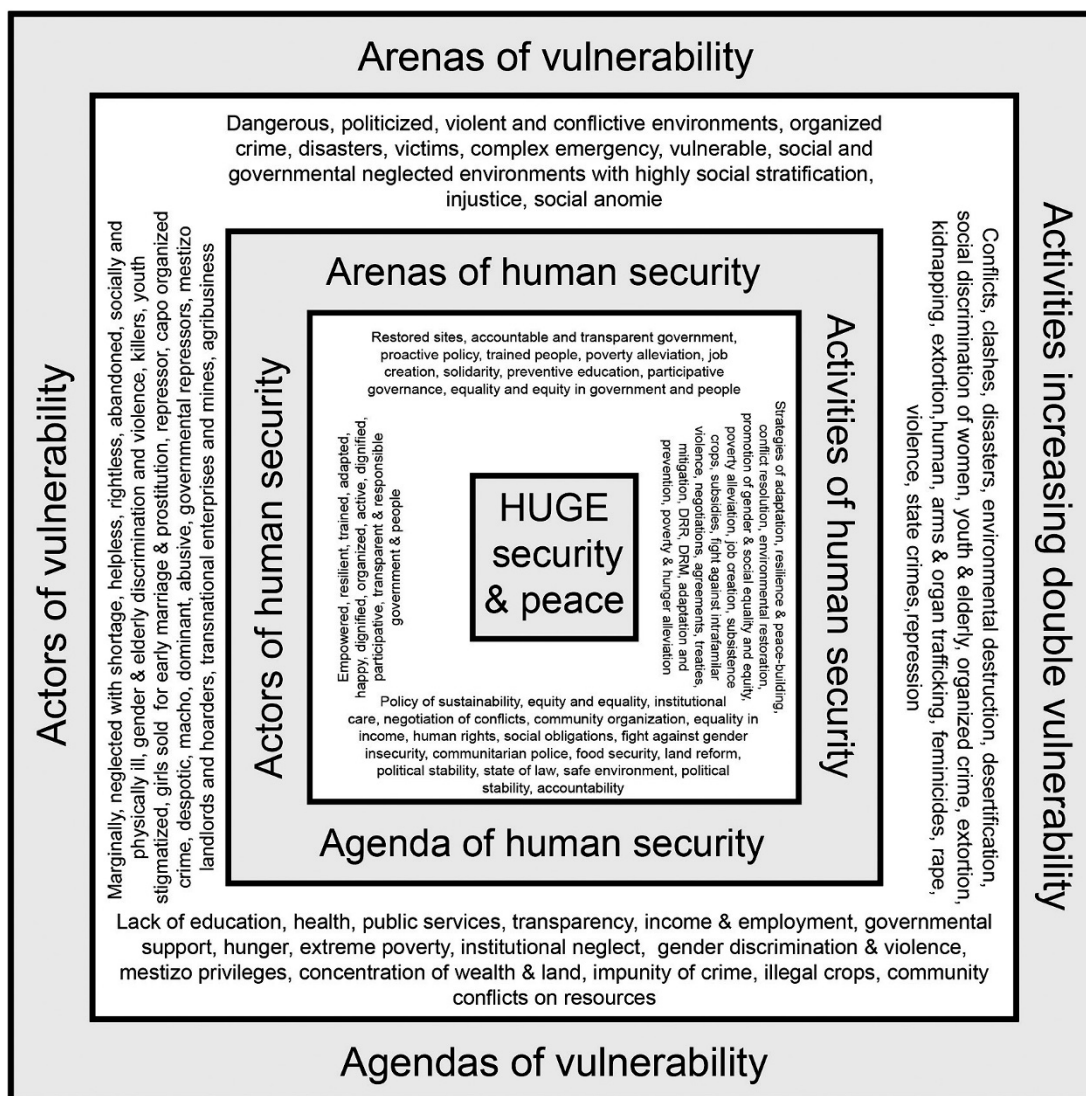 Arenas of vulnerability
Dangerous, politicized, violent and conflictive environments, organized
crime, disasters, victims, complex emergency, vulnerable, social and
governmental neglected environments with highly social stratification,
injustice, social anomie
Actors of vulnerability
Marginally, neglected with shortage, helpless, rightless, abandoned, socially and
physically ill, gender & elderly discrimination and violence, killers, youth
stigmatized, girls sold for early marriage & prostitution, repressor, capo organized
crime, despotic, macho, dominant, abusive, governmental repressors, mestizo
landlords and hoarders, transnational enterprises and mines, agribusiness
Arenas of human security
Restored sites, accountable and transparent government,
proactive policy, trained people, poverty alleviation, job
creation, solidarity, preventive education, participative
governance, equality and equity in government and people
Actors of human security
Empowered, resilient, trained, adapted,
happy, dignified, organized, active, dignified,
participative, transparent & responsible
government & people
HUGE
security
& peace
Strategies of adaptation, resilience & peace-building,
conflict resolution, environmental restoration,
promotion of gender & social equality and equity,
poverty alleviation, job creation, subsistence
crops, subsidies, fight against intrafamiliar
violence, negotiations, agreements, treaties,
mitigation, DRR, DRM, adaptation and
prevention, poverty & hunger alleviation
Activities of human security
Policy of sustainability, equity and equality, institutional
care, negotiation of conflicts, community organization, equality in
income, human rights, social obligations, fight against gender
insecurity, communitarian police, food security, land reform,
political stability, state of law, safe environment, political
stability, accountability
Agenda of human security
Conflicts, clashes, disasters, environmental destruction, desertification,
social discrimination of women, youth & elderly, organized crime, extortion,
kidnapping, extortion,human, arms & organ trafficking, feminicides, rape,
violence, state crimes,repression
Activities increasing double vulnerability
Lack of education, health, public services, transparency, income & employment, governmental
support, hunger, extreme poverty, institutional neglect, gender discrimination & violence,
mestizo privileges, concentration of wealth & land, impunity of crime, illegal crops, community
conflicts on resources
Agendas of vulnerability